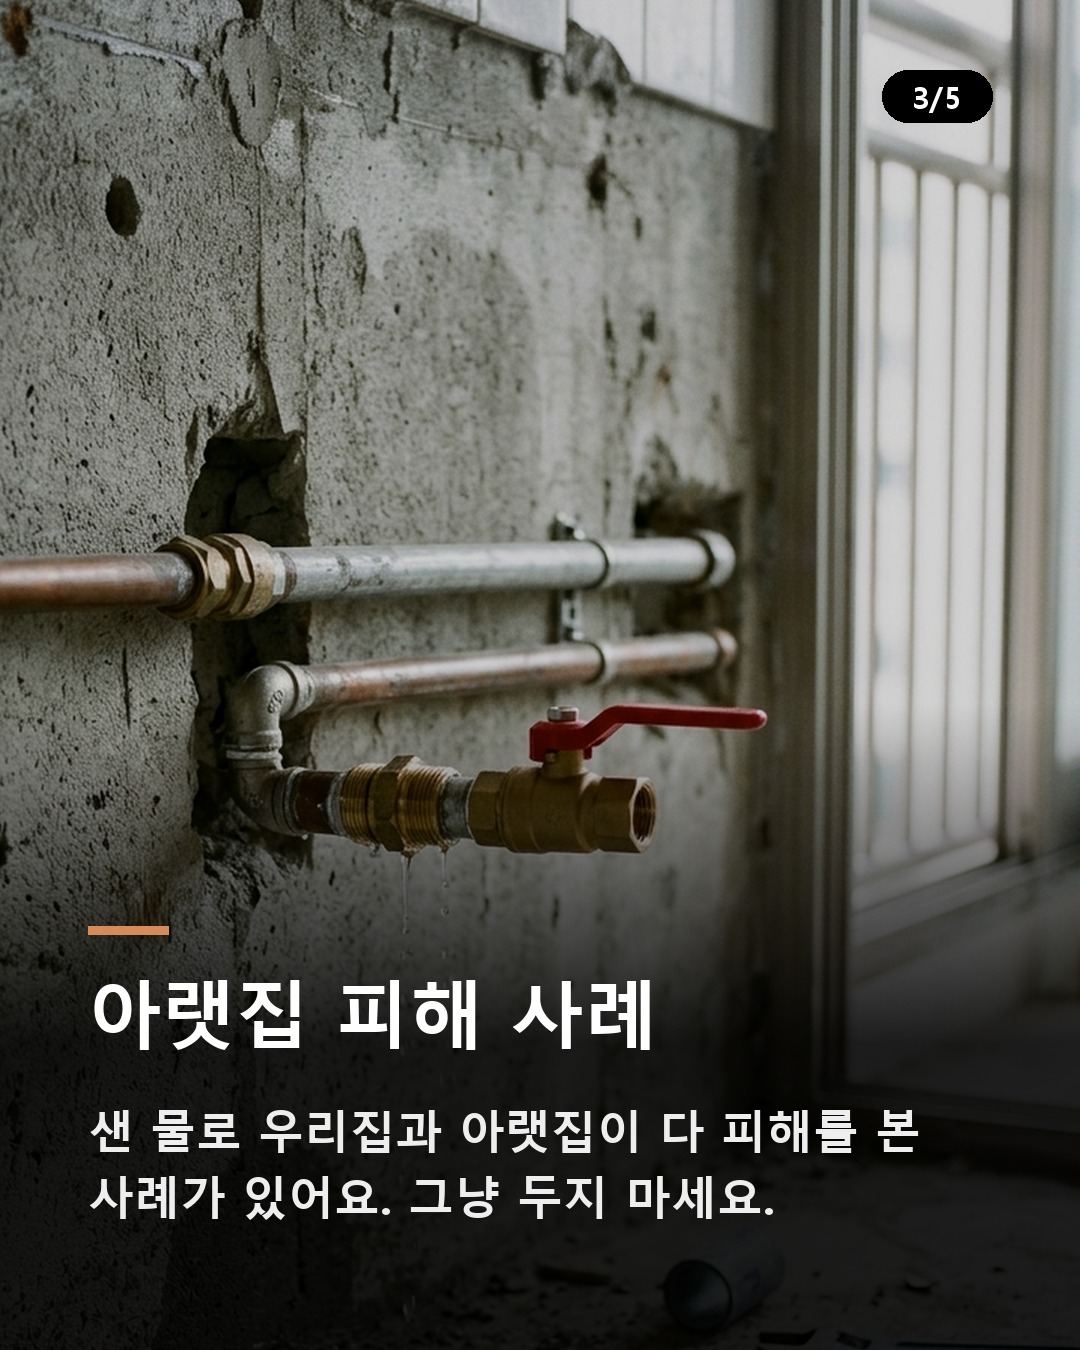 3/5
아랫집 피해 사례
샌 물로 우리집과 아랫집이 다 피해를 본
사례가 있어요. 그냥 두지 마세요.